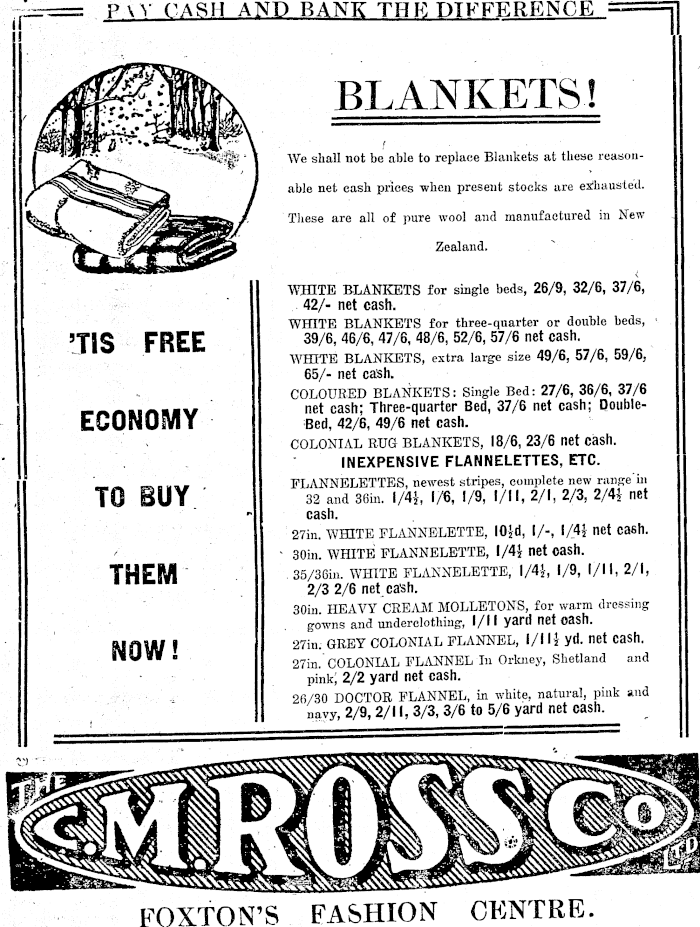 PAY CASH AND BANK THE DIFFERENCE
BLANKETS!
We shall not be able to replace Blankets at these reason-
able net cash prices when present stocks are exhausted.
These are all of pure wool and manufactured in New
Zealand.
'TIS FREE
ECONOMY
TO BUY
THEM
NOW!
WHITE BLANKETS for single beds, 26/9, 32/6, 37/6,
42/- net cash.
WHITE BLANKETS for three-quarter or double beds,
39/6, 46/6, 47/6, 48/6, 52/6, 57/6 net cash.
WHITE BLANKETS, extra large size 49/6, 57/6, 59/6,
65/- net cash.
COLOURED BLANKETS: Single Bed: 27/6, 36/6, 37/6
net cash; Three-quarter Bed, 37/6 net cash; Double-
Bed, 42/6, 49/6 net cash.
COLONIAL RUG BLANKETS, 18/6, 23/6 net cash.
INEXPENSIVE FLANNELETTES, ETC.
FLANNELETTES, newest stripes, complete new range in
32 and 36in. 1/4½, 1/6, 1/9, 1/11, 2/1, 2/3, 2/4½ net
cash.
27in. WHITE FLANNELETTE, 10½d, 1/-, 1/4½ net cash.
30in. WHITE FLANNELETTE, 1/4½ net cash.
35/36in. WHITE FLANNELETTE, 1/4½, 1/9, 1/11, 2/1,
2/3 2/6 net cash.
30in. HEAVY CREAM MOLLETONS, for warm dressing
gowns and underclothing, 1/11 yard net cash.
27in. GREY COLONIAL FLANNEL, 1/11½ yd. net cash.
27in. COLONIAL FLANNEL In Orkney, Shetland and
pink, 2/2 yard net cash.
26/30 DOCTOR FLANNEL, in white, natural, pink and
navy, 2/9, 2/11, 3/3, 3/6 to 5/6 yard net cash.
THE
C.M. ROSS Co
LTD
FOXTON'S FASHION CENTRE.